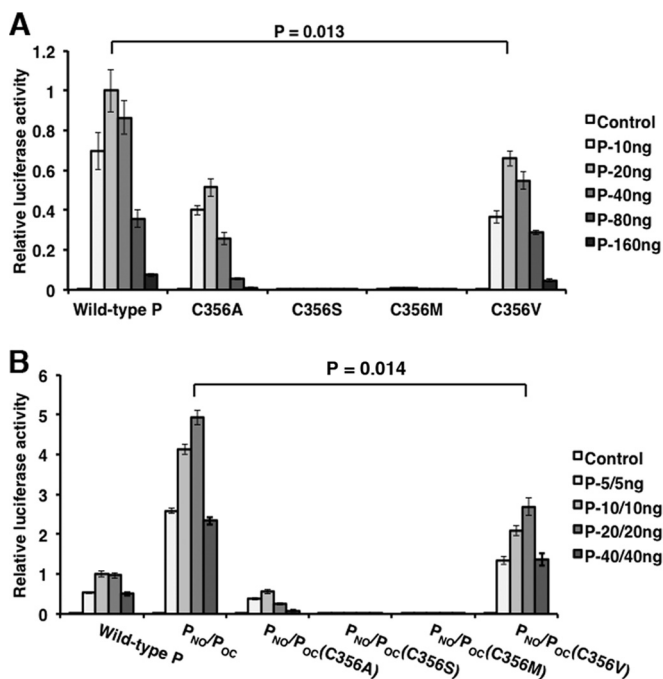 A
P = 0.013
Relative luciferase activity
1.2
1
0.8
0.6
0.4
0.2
0
Wild-type P C356A C356S C356M C356V
Control
P-10ng
P-20ng
P-40ng
P-80ng
P-160ng
B
P = 0.014
Relative luciferase activity
6
5
4
3
2
1
0
Wild-type P PNO/POC PNO/POC(C356A) PNO/POC(C356S) PNO/POC(C356M) PNO/POC(C356V)
Control
P-5/5ng
P-10/10ng
P-20/20ng
P-40/40ng